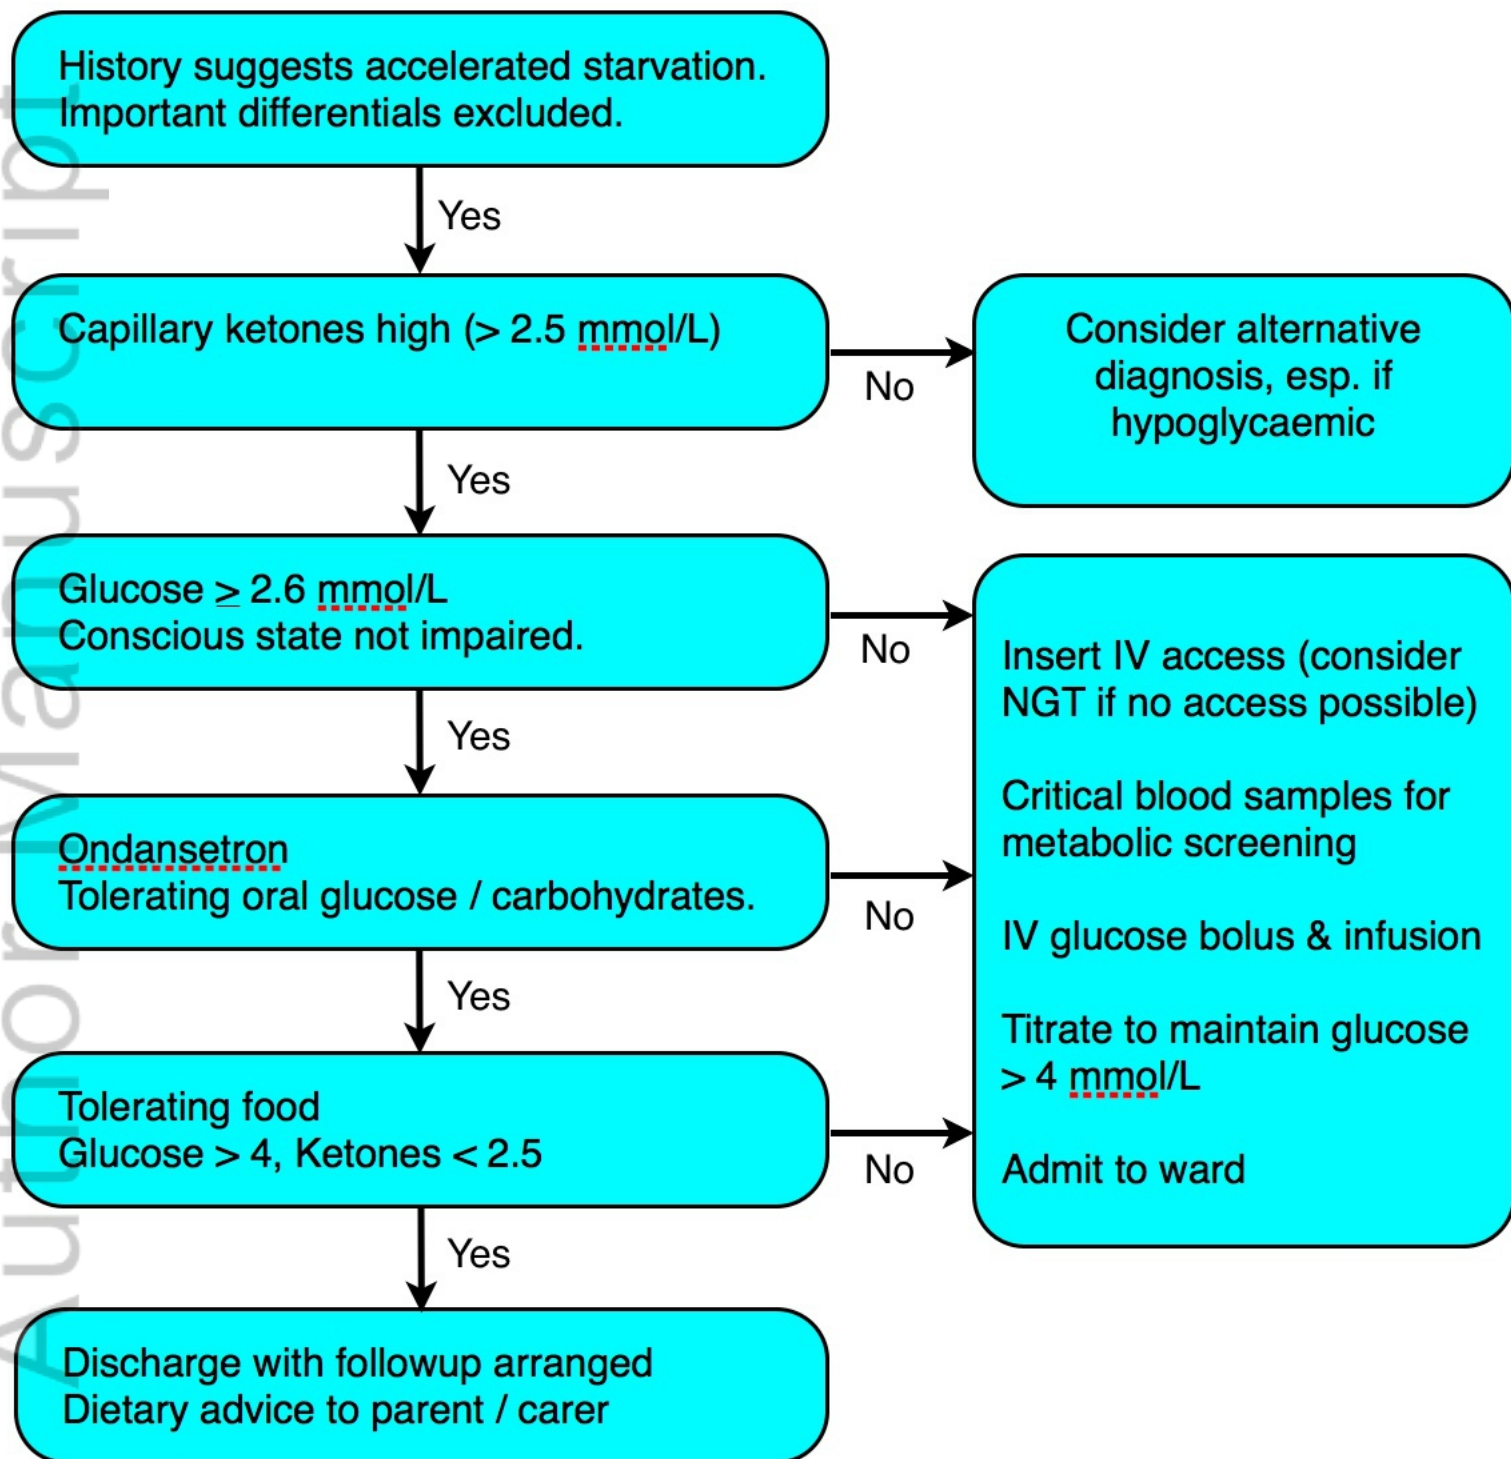 History suggests accelerated starvation.
Important differentials excluded.
Yes
Capillary ketones high (> 2.5 mmol/L)
No
Consider alternative
diagnosis, esp. if
hypoglycaemic
Yes
Glucose ≥ 2.6 mmol/L
Conscious state not impaired.
No
Insert IV access (consider
NGT if no access possible)
Critical blood samples for
metabolic screening
IV glucose bolus & infusion
Titrate to maintain glucose
> 4 mmol/L
Admit to ward
Yes
Ondansetron
Tolerating oral glucose / carbohydrates.
No
Yes
Tolerating food
Glucose > 4, Ketones < 2.5
No
Yes
Discharge with followup arranged
Dietary advice to parent / carer
Author Manuscript